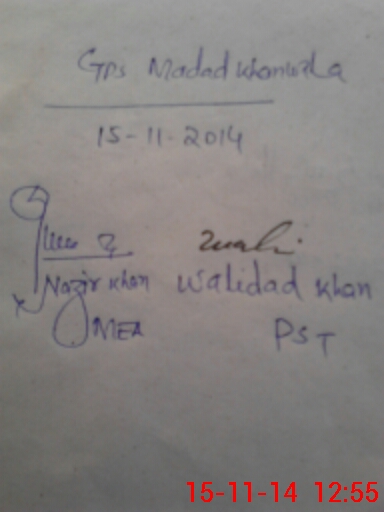 GPS Madad Khanwala
15-11-2014
Nazir Khan Walidad Khan
MEA PST
15-11-14 12:55